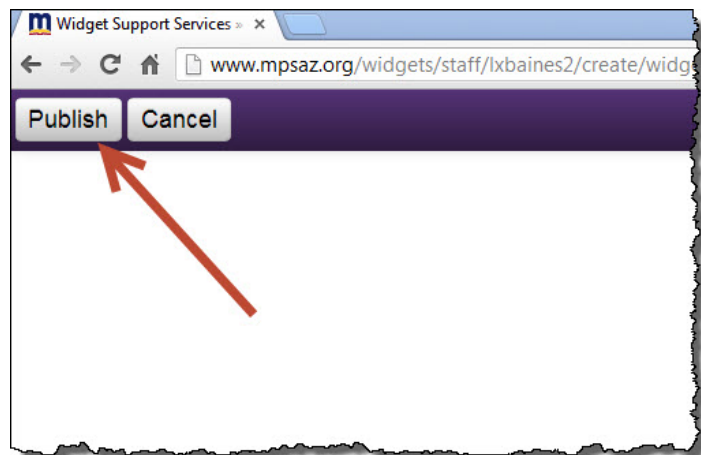 m Widget Support Services »
www.mpsaz.org/widgets/staff/lxbaines2/create/widg
Publish Cancel